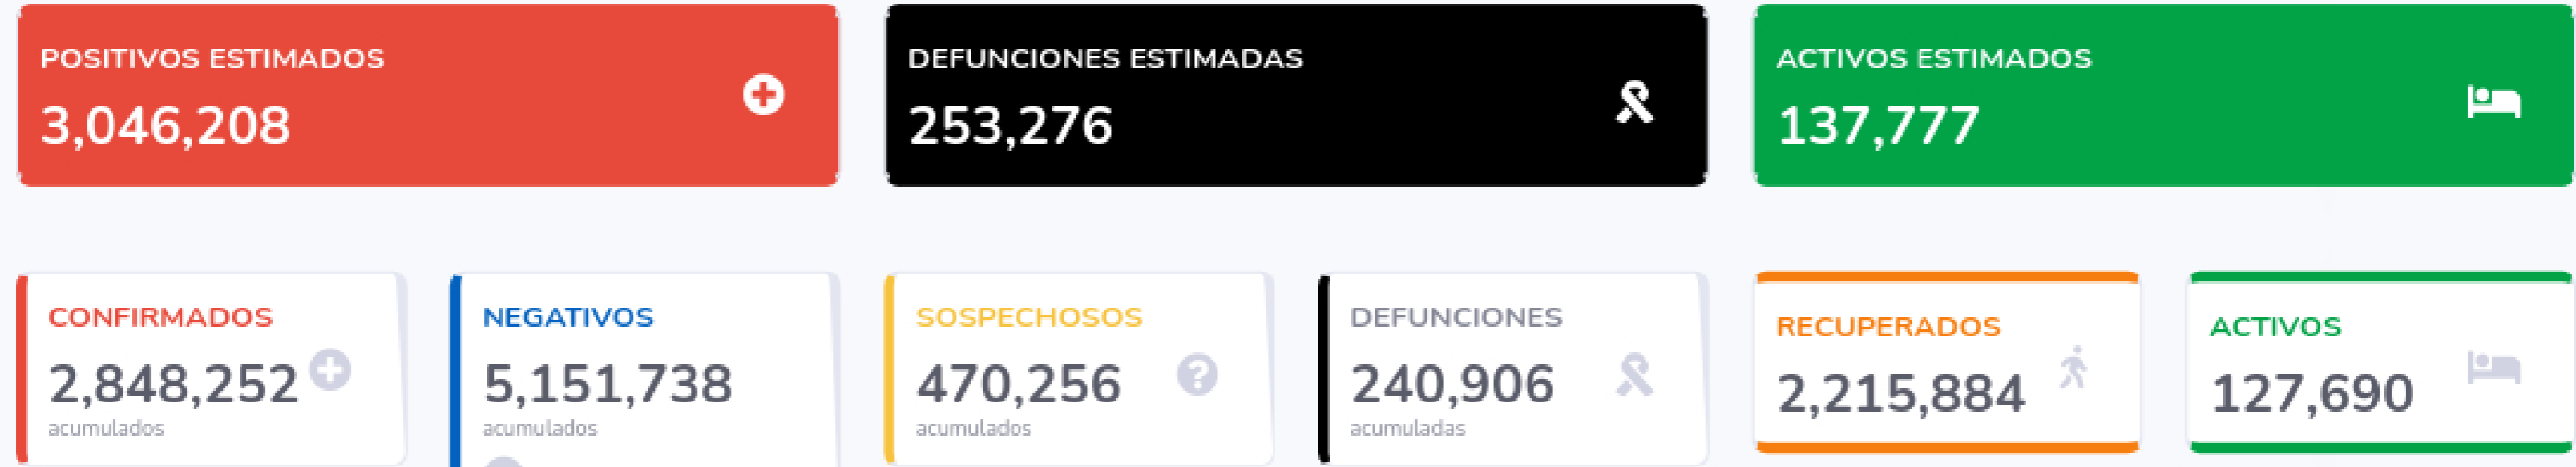 POSITIVOS ESTIMADOS
3,046,208
DEFUNCIONES ESTIMADAS
253,276
ACTIVOS ESTIMADOS
137,777
CONFIRMADOS
2,848,252
acumulados
NEGATIVOS
5,151,738
acumulados
SOSPECHOSOS
470,256
acumulados
DEFUNCIONES
240,906
acumuladas
RECUPERADOS
2,215,884
ACTIVOS
127,690